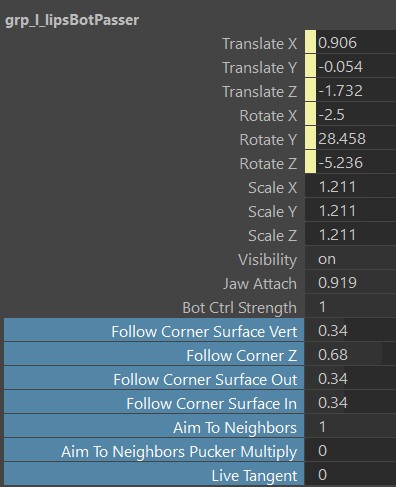 grp_l_lipsBotPasser
Translate X 0.906
Translate Y -0.054
Translate Z -1.732
Rotate X -2.5
Rotate Y 28.458
Rotate Z -5.236
Scale X 1.211
Scale Y 1.211
Scale Z 1.211
Visibility on
Jaw Attach 0.919
Bot Ctrl Strength 1
Follow Corner Surface Vert 0.34
Follow Corner Z 0.68
Follow Corner Surface Out 0.34
Follow Corner Surface In 0.34
Aim To Neighbors 1
Aim To Neighbors Pucker Multiply 0
Live Tangent 0